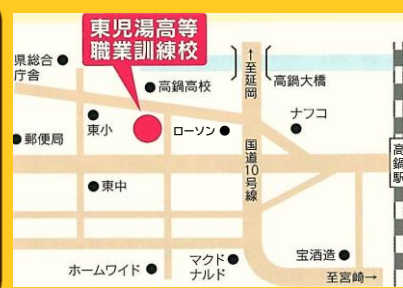 東児湯高等
職業訓練校
県総合
庁舎
高鍋高校
↑至延岡
高鍋大橋
東小
ローソン
ナフコ
郵便局
国道10号線
高鍋駅
東中
ホームワイド
マクド
ナルド
宝酒造
至宮崎→